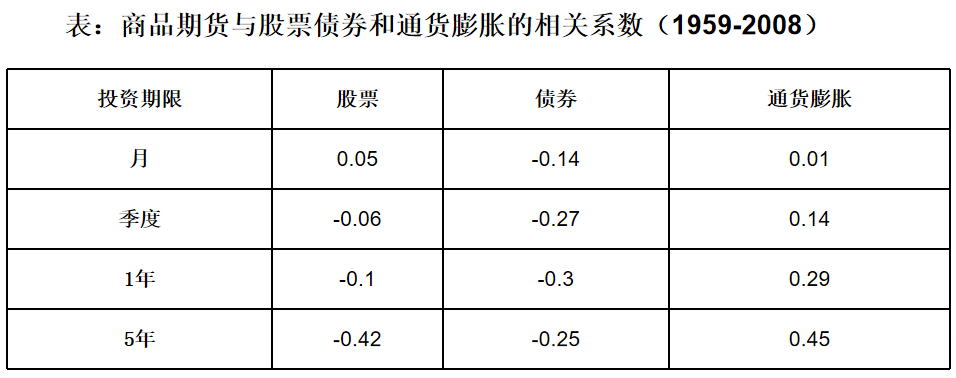 表：商品期货与股票债券和通货膨胀的相关系数（1959-2008）
投资期限 股票 债券 通货膨胀
月 0.05 -0.14 0.01
季度 -0.06 -0.27 0.14
1年 -0.1 -0.3 0.29
5年 -0.42 -0.25 0.45